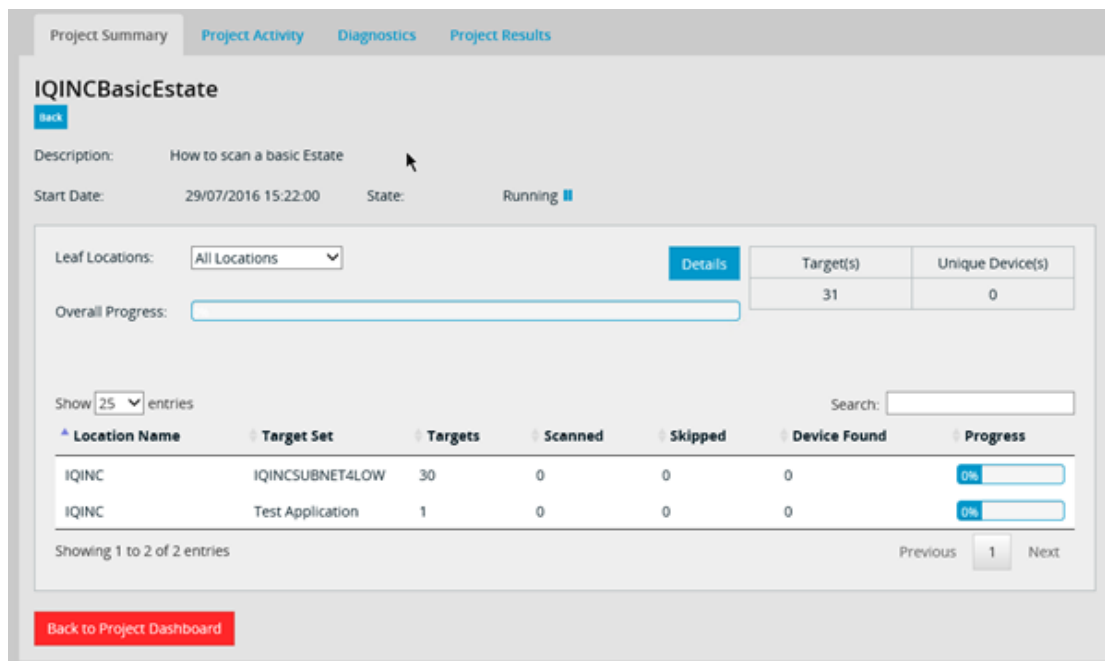 Project Summary Project Activity Diagnostics Project Results
IQINCBasicEstate
Back
Description: How to scan a basic Estate
Start Date: 29/07/2016 15:22:00 State: Running
Leaf Locations: All Locations Details Target(s) Unique Device(s)
31 0
Overall Progress:
Show 25 entries Search:
Location Name Target Set Targets Scanned Skipped Device Found Progress
IQINC IQINCSUBNET4LOW 30 0 0 0 0%
IQINC Test Application 1 0 0 0 0%
Showing 1 to 2 of 2 entries Previous 1 Next
Back to Project Dashboard